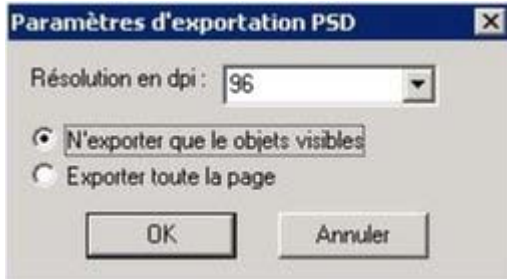 Paramètres d'exportation PSD
Résolution en dpi : 96
N'exporter que le objets visibles
Exporter toute la page
OK Annuler